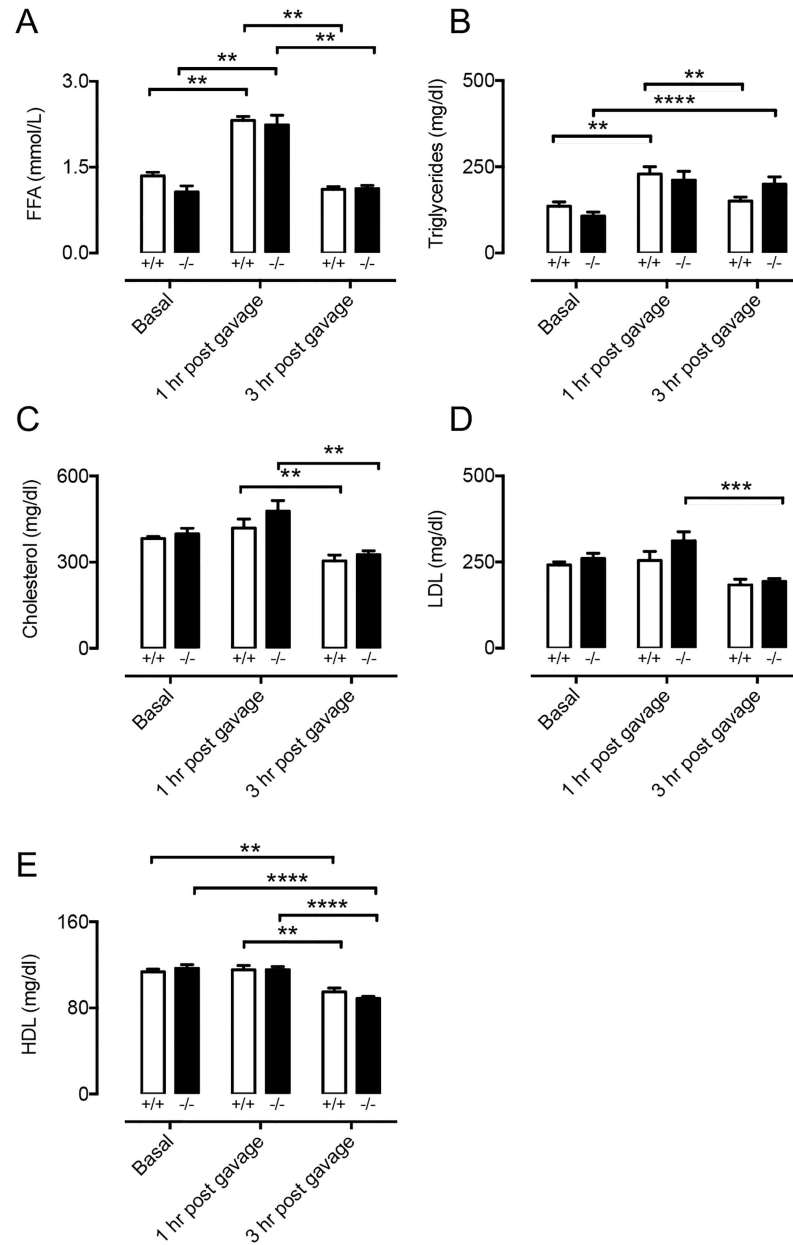 A
**
**
**
**
FFA (mmol/L)
3.0
1.5
0.0
+/+ -/- +/+ -/- +/+ -/-
Basal
1 hr post gavage
3 hr post gavage
B
**
****
**
Triglycerides (mg/dl)
500
250
0
+/+ -/- +/+ -/- +/+ -/-
Basal
1 hr post gavage
3 hr post gavage
C
**
**
Cholesterol (mg/dl)
600
300
0
+/+ -/- +/+ -/- +/+ -/-
Basal
1 hr post gavage
3 hr post gavage
D
***
LDL (mg/dl)
500
250
0
+/+ -/- +/+ -/- +/+ -/-
Basal
1 hr post gavage
3 hr post gavage
E
**
****
****
**
HDL (mg/dl)
160
80
0
+/+ -/- +/+ -/- +/+ -/-
Basal
1 hr post gavage
3 hr post gavage